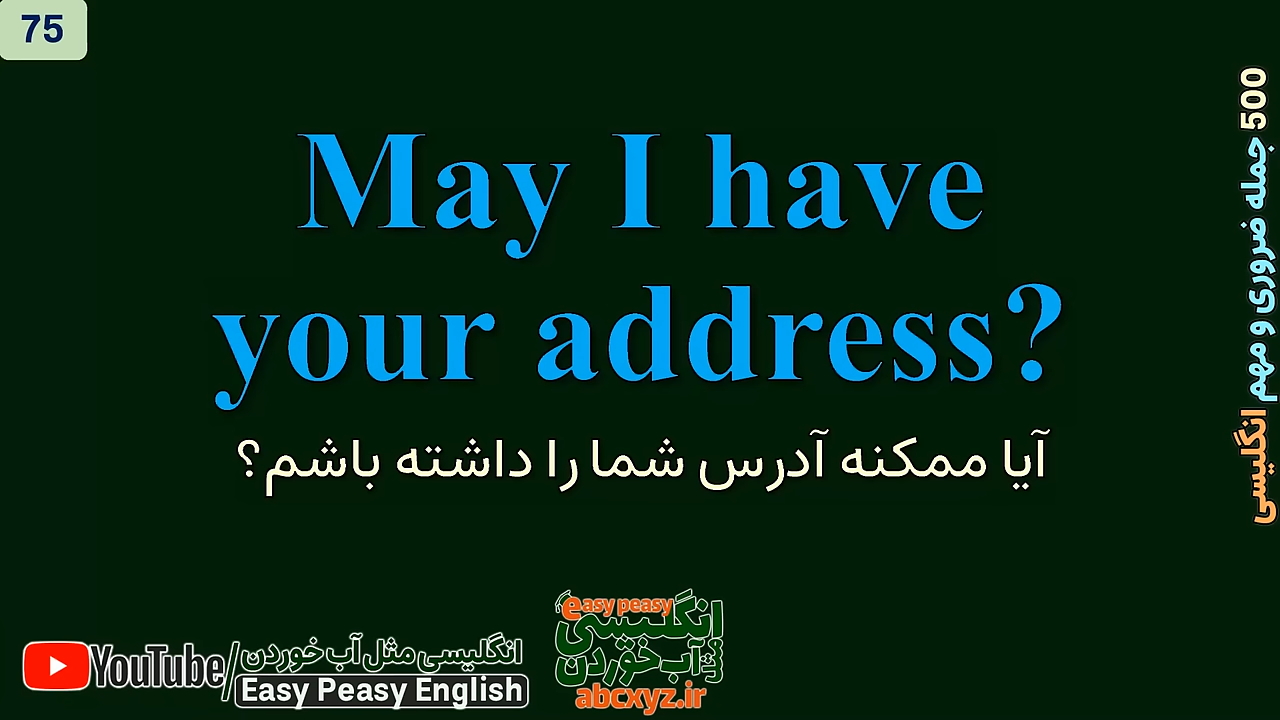 75
May I have
your address?
آیا ممکنه آدرس شما را داشته باشم؟
500 جمله ضروری و مهم انگلیسی
YouTube/انگلیسی مثل آب خوردن
Easy Peasy English
easy peasy
انگلیسی
مثل آب خوردن
abcxyz.ir